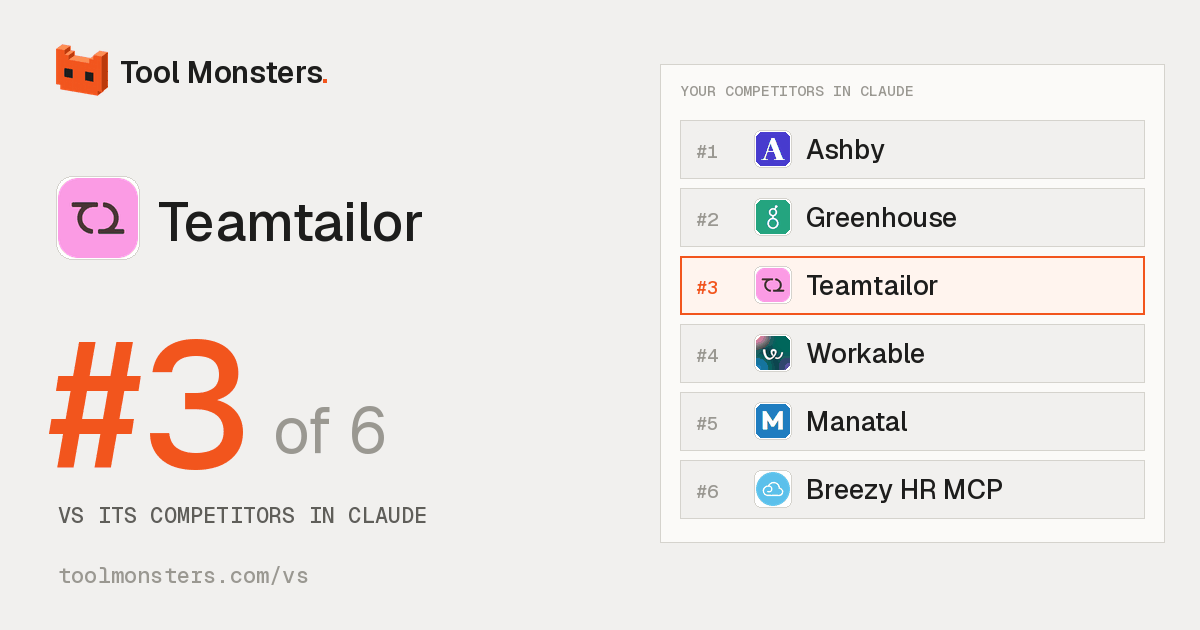 Tool Monsters.
Teamtailor
#3 of 6
VS ITS COMPETITORS IN CLAUDE
toolmonsters.com/vs
YOUR COMPETITORS IN CLAUDE
#1 A Ashby
#2 Greenhouse
#3 Teamtailor
#4 Workable
#5 M Manatal
#6 Breezy HR MCP